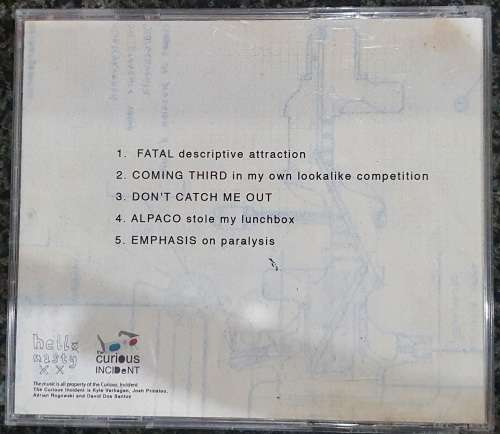 1. FATAL descriptive attraction
2. COMING THIRD in my own lookalike competition
3. DON'T CATCH ME OUT
4. ALPACO stole my lunchbox
5. EMPHASIS on paralysis
hello
nasty
x x
the curious
INCIDeNT
The music is all property of the Curious, Incident.
The Curious Incident is Kyle Verhagen, Josh Prinsloo,
Adrian Rogowski and David Dos Santos